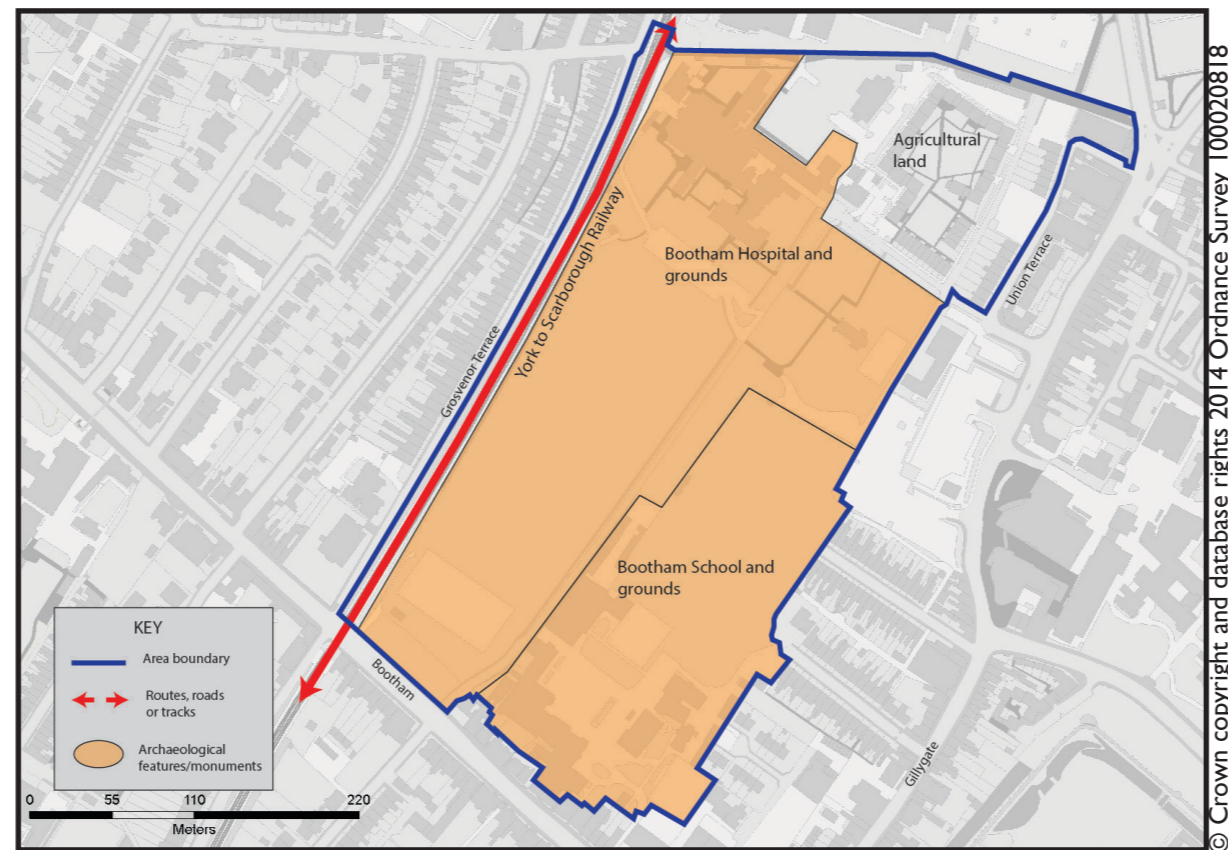 Agricultural
land
Bootham Hospital and
grounds
Union Terrace
York to Scarborough Railway
Grosvenor Terrace
Bootham School and
grounds
Bootham
Gillygate
KEY
Area boundary
Routes, roads
or tracks
Archaeological
features/monuments
0 55 110 220
Meters
© Crown copyright and database rights 2014 Ordnance Survey 100020818